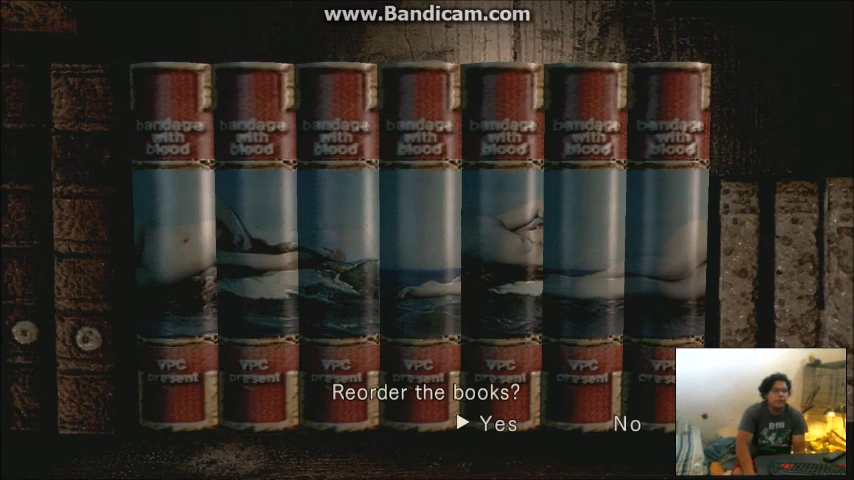 www.Bandicam.com
bandage bandage bandage bandage bandage bandage bandage
with with with with with with with
blood blood blood blood blood blood blood
VPC VPC VPC VPC VPC VPC VPC
present present present present present present present
Reorder the books?
Yes No